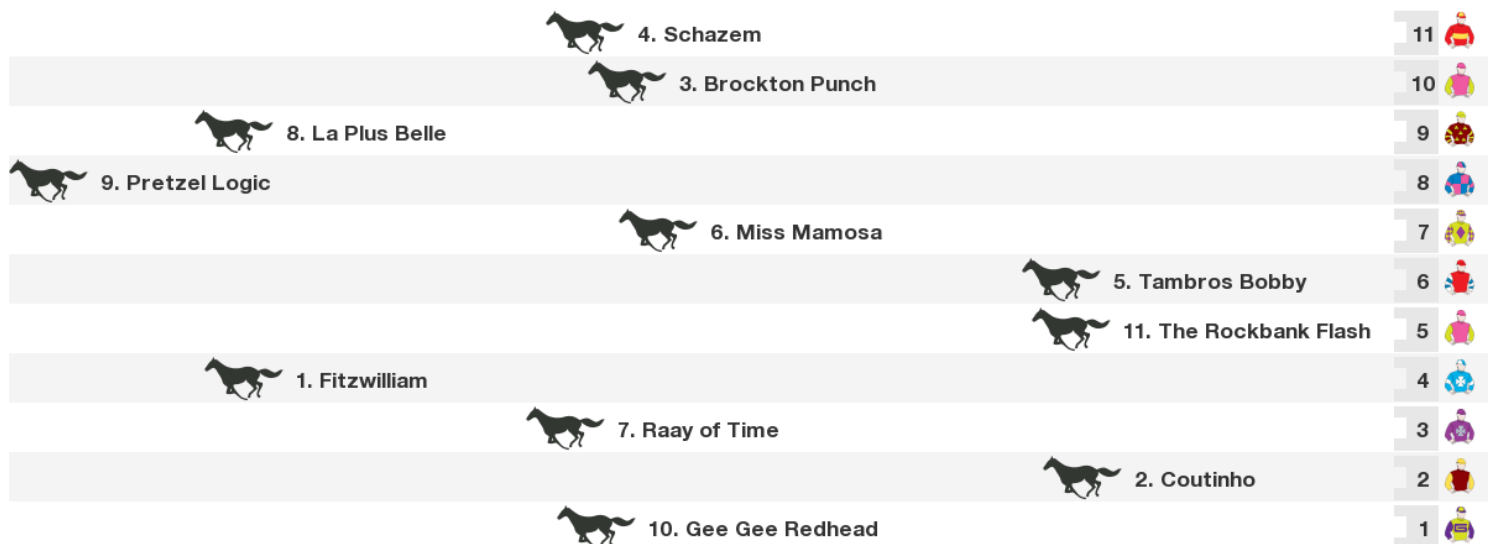 4. Schazem 11
3. Brockton Punch 10
8. La Plus Belle 9
9. Pretzel Logic 8
6. Miss Mamosa 7
5. Tambros Bobby 6
11. The Rockbank Flash 5
1. Fitzwilliam 4
7. Raay of Time 3
2. Coutinho 2
10. Gee Gee Redhead 1